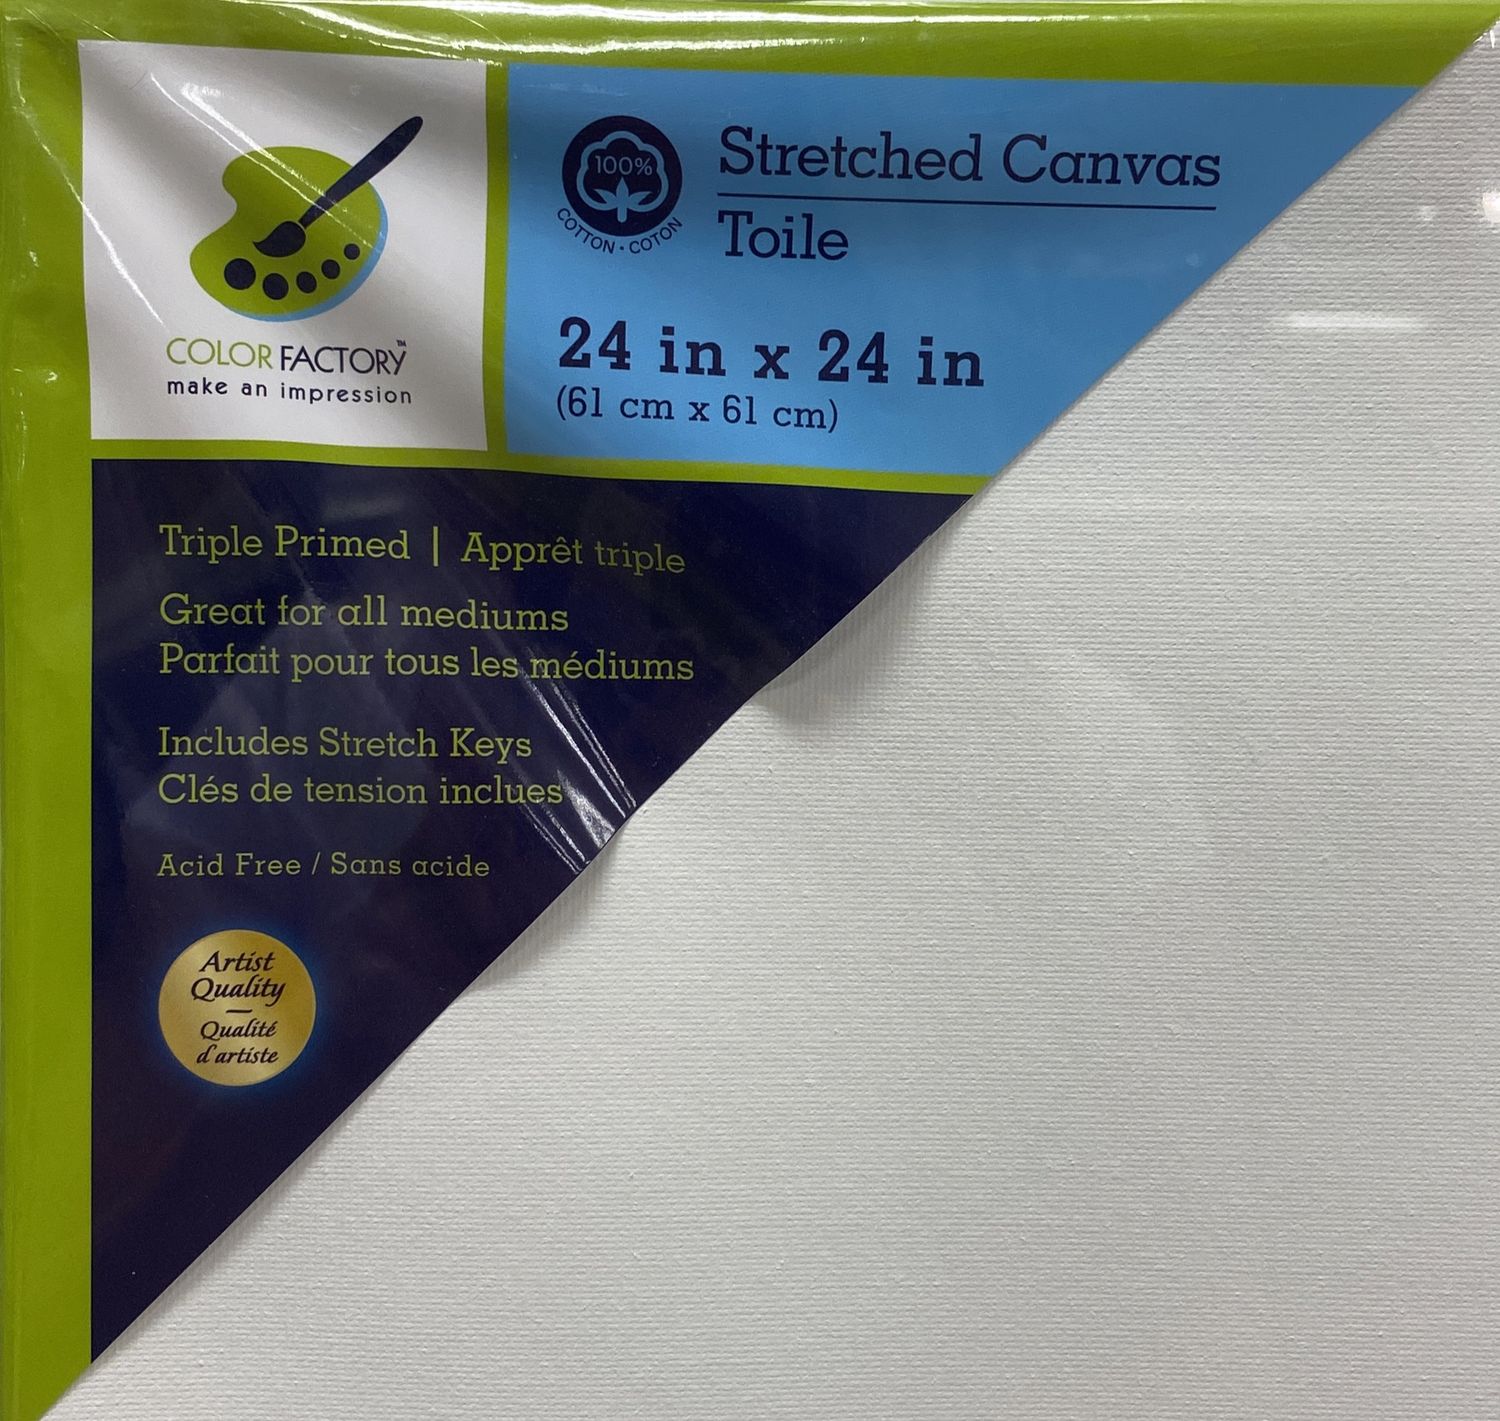 COLOR FACTORY™
make an impression
100%
COTTON • COTON
Stretched Canvas
Toile
24 in x 24 in
(61 cm x 61 cm)
Triple Primed | Apprêt triple
Great for all mediums
Parfait pour tous les médiums
Includes Stretch Keys
Clés de tension inclues
Acid Free / Sans acide
Artist
Quality
Qualité
d'artiste